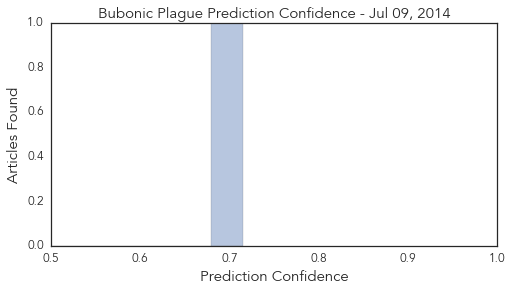 Bubonic Plague Prediction Confidence - Jul 09, 2014
Articles Found
1.0
0.8
0.6
0.4
0.2
0.0
0.5 0.6 0.7 0.8 0.9 1.0
Prediction Confidence